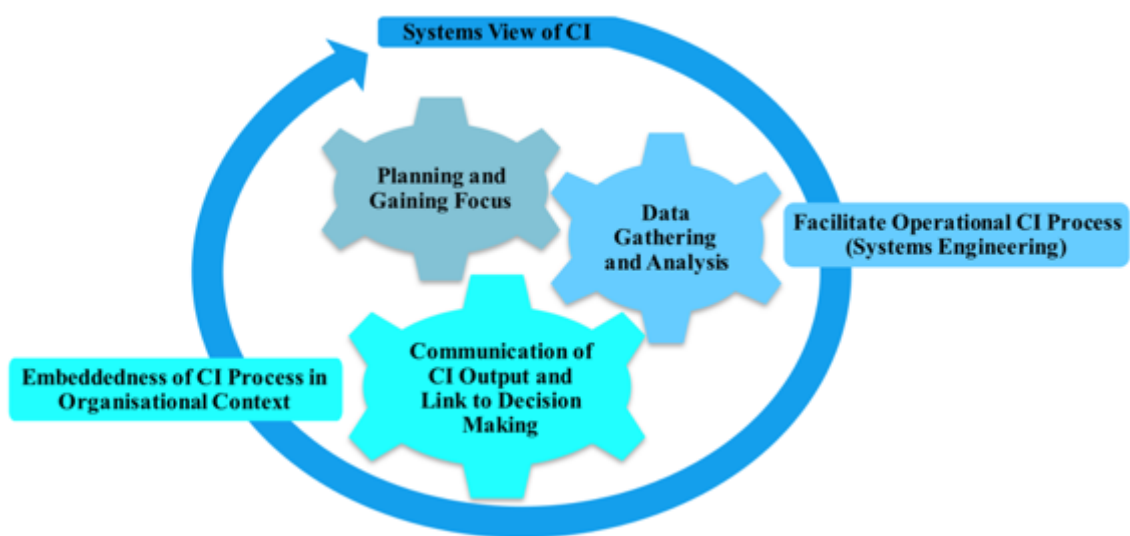 Systems View of CI
Planning and
Gaining Focus
Data
Gathering
and Analysis
Facilitate Operational CI Process
(Systems Engineering)
Communication of
CI Output and
Link to Decision
Making
Embeddedness of CI Process in
Organisational Context